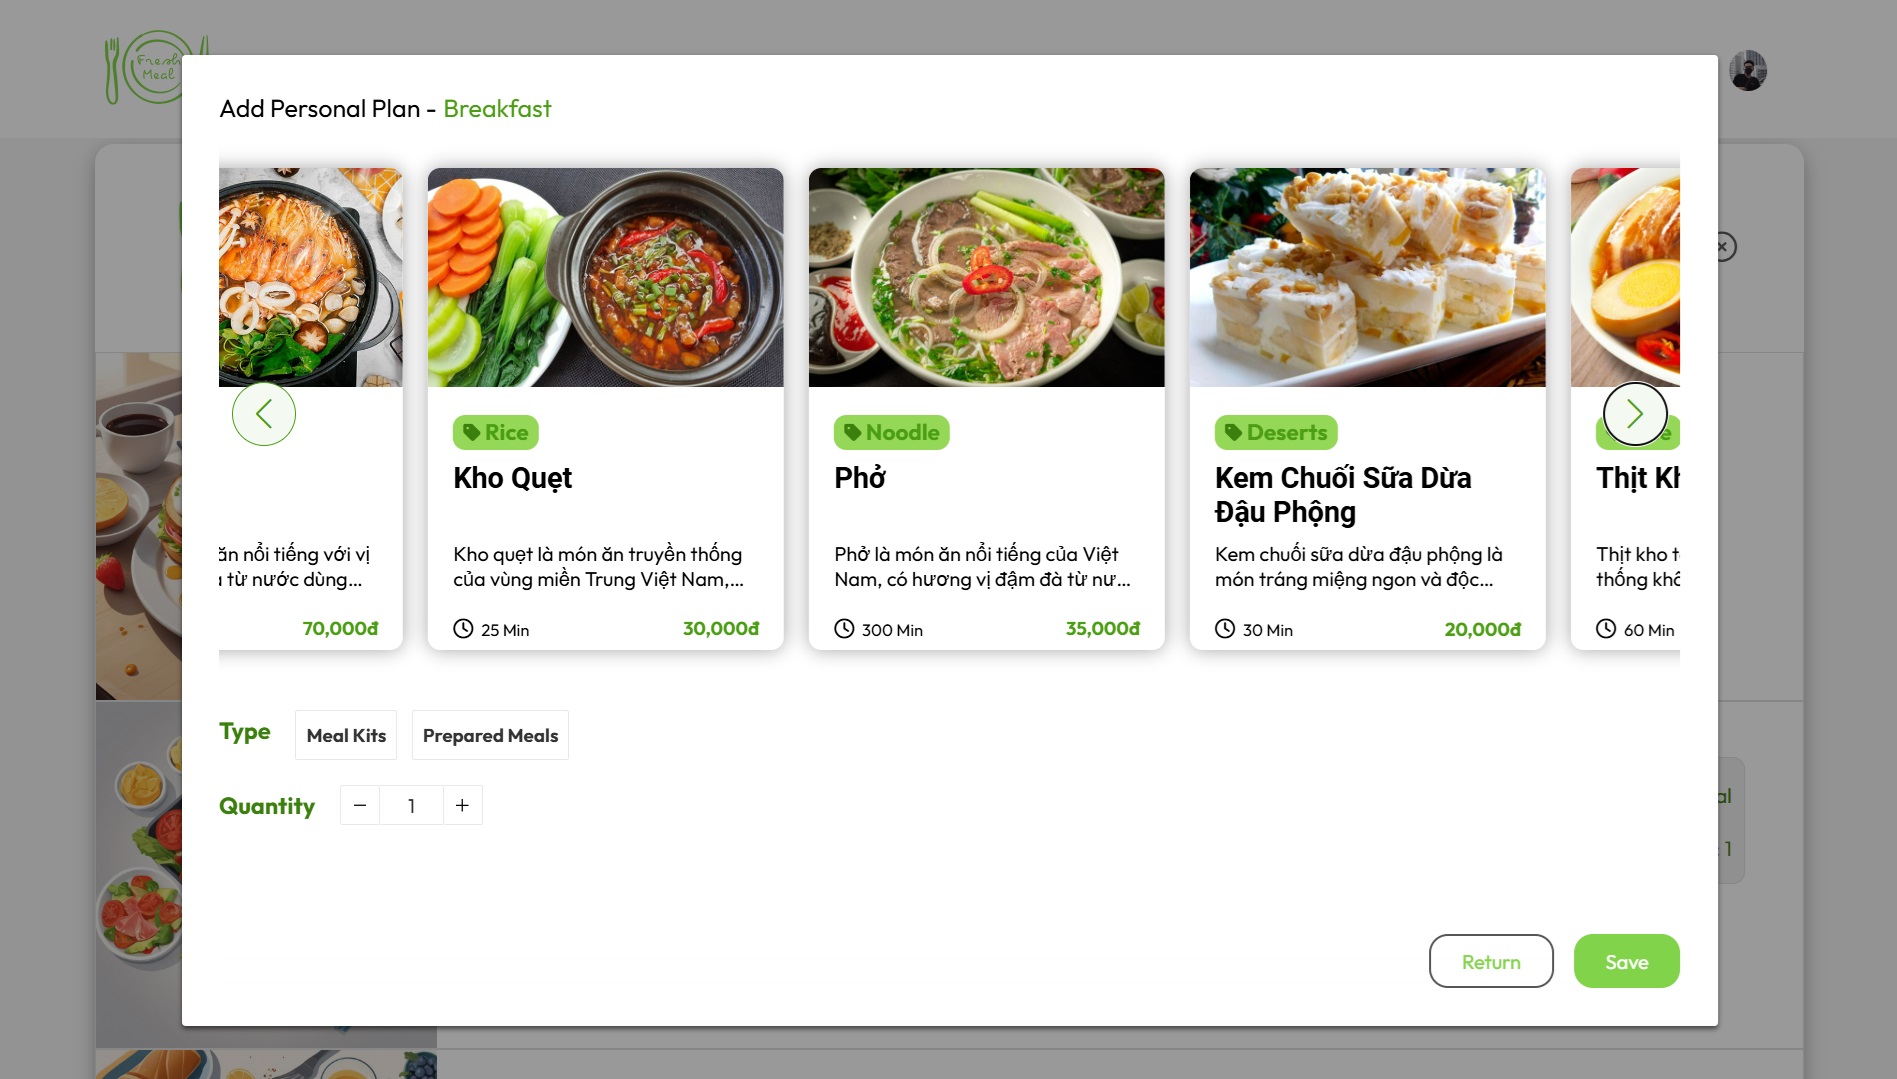 Fresh
Meal
Add Personal Plan - Breakfast
ăn nổi tiếng với vị
từ nước dùng...
70,000đ
Rice
Kho Quẹt
Kho quẹt là món ăn truyền thống
của vùng miền Trung Việt Nam,...
25 Min
30,000đ
Noodle
Phở
Phở là món ăn nổi tiếng của Việt
Nam, có hương vị đậm đà từ nư...
300 Min
35,000đ
Deserts
Kem Chuối Sữa Dừa
Đậu Phộng
Kem chuối sữa dừa đậu phộng là
món tráng miệng ngon và độc...
30 Min
20,000đ
Thịt Kh
Thịt kho t
thống kh
60 Min
Type
Meal Kits
Prepared Meals
Quantity
1
al
: 1
Return
Save